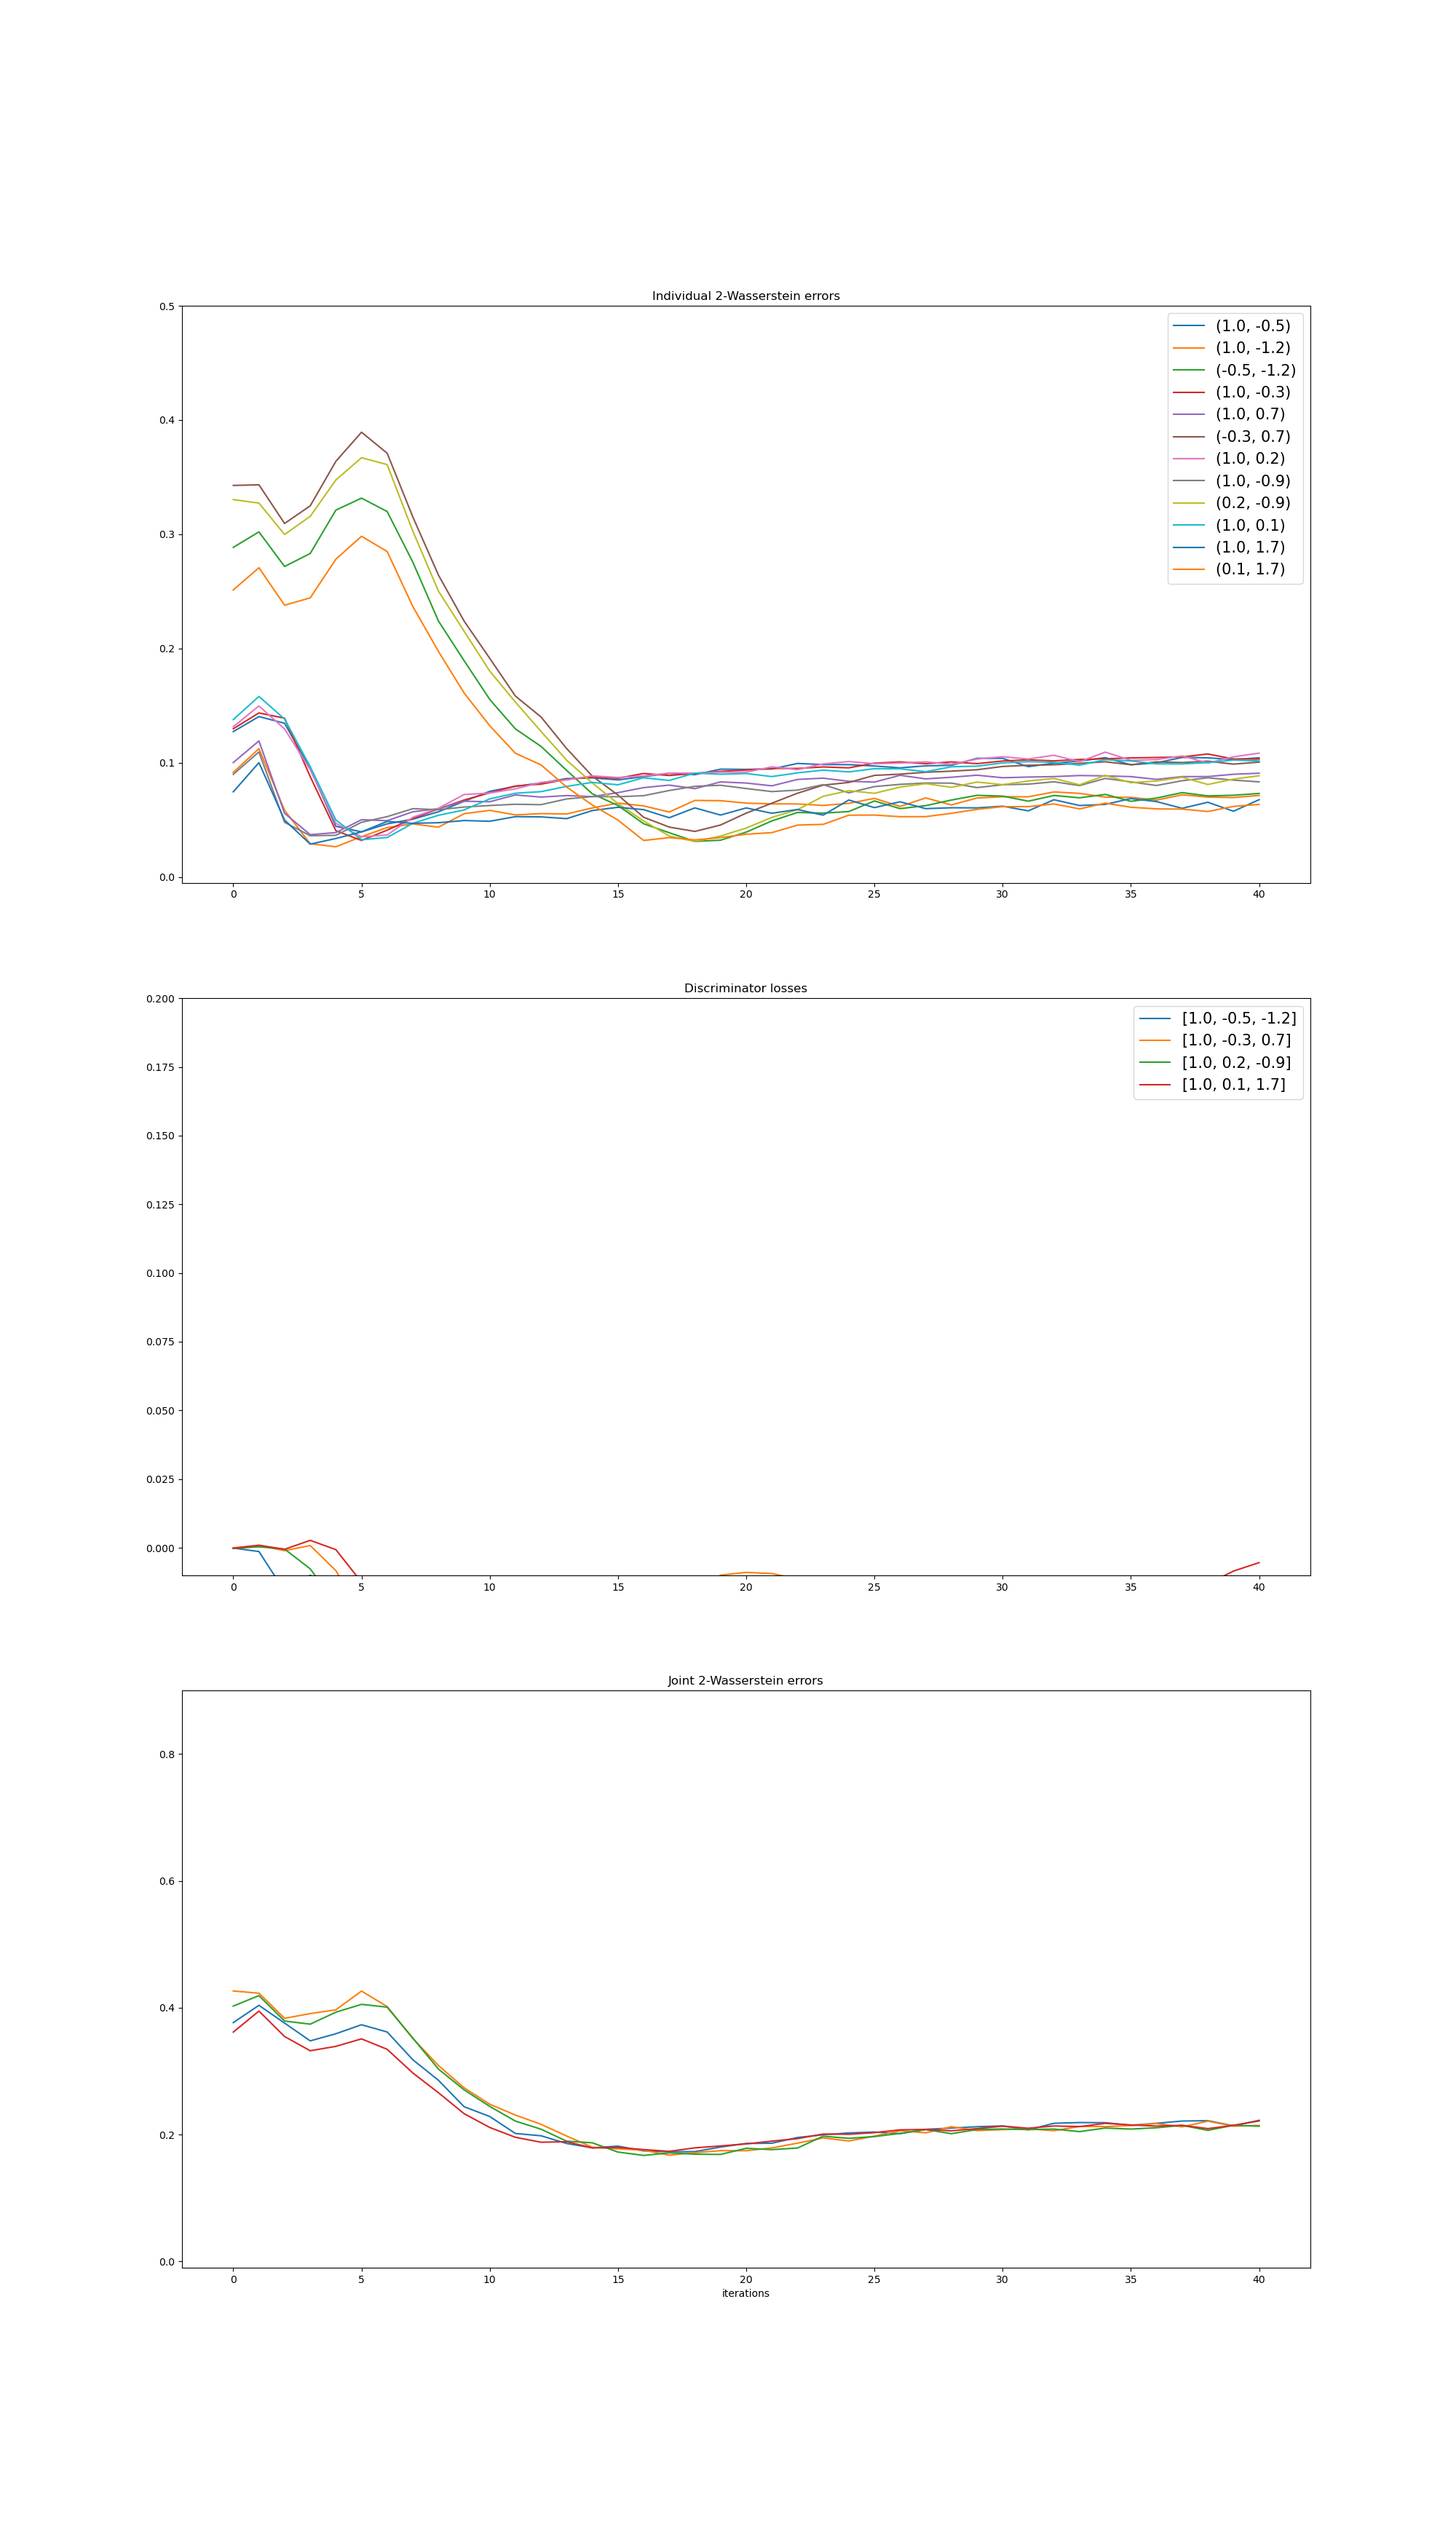 Individual 2-Wasserstein errors
0.5
0.4
0.3
0.2
0.1
0.0
(1.0, -0.5)
(1.0, -1.2)
(-0.5, -1.2)
(1.0, -0.3)
(1.0, 0.7)
(-0.3, 0.7)
(1.0, 0.2)
(1.0, -0.9)
(0.2, -0.9)
(1.0, 0.1)
(1.0, 1.7)
(0.1, 1.7)
0 5 10 15 20 25 30 35 40
Discriminator losses
0.200
0.175
0.150
0.125
0.100
0.075
0.050
0.025
0.000
[1.0, -0.5, -1.2]
[1.0, -0.3, 0.7]
[1.0, 0.2, -0.9]
[1.0, 0.1, 1.7]
0 5 10 15 20 25 30 35 40
Joint 2-Wasserstein errors
0.8
0.6
0.4
0.2
0.0
0 5 10 15 20 25 30 35 40
iterations